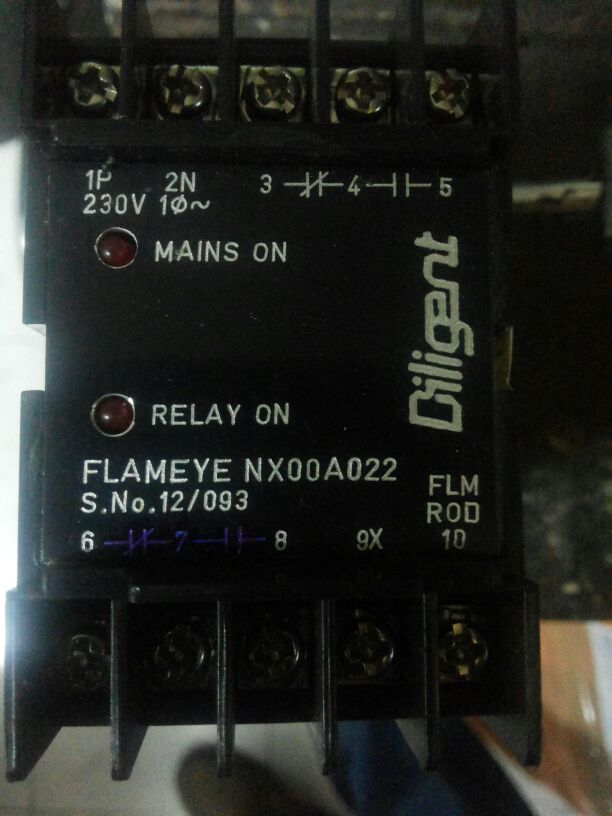 1P 2N 3 4 5
230V 1Ø~
MAINS ON
Diligent
RELAY ON
FLAMEYE NX00A022
S.No.12/093
FLM
ROD
6 7 8 9X 10